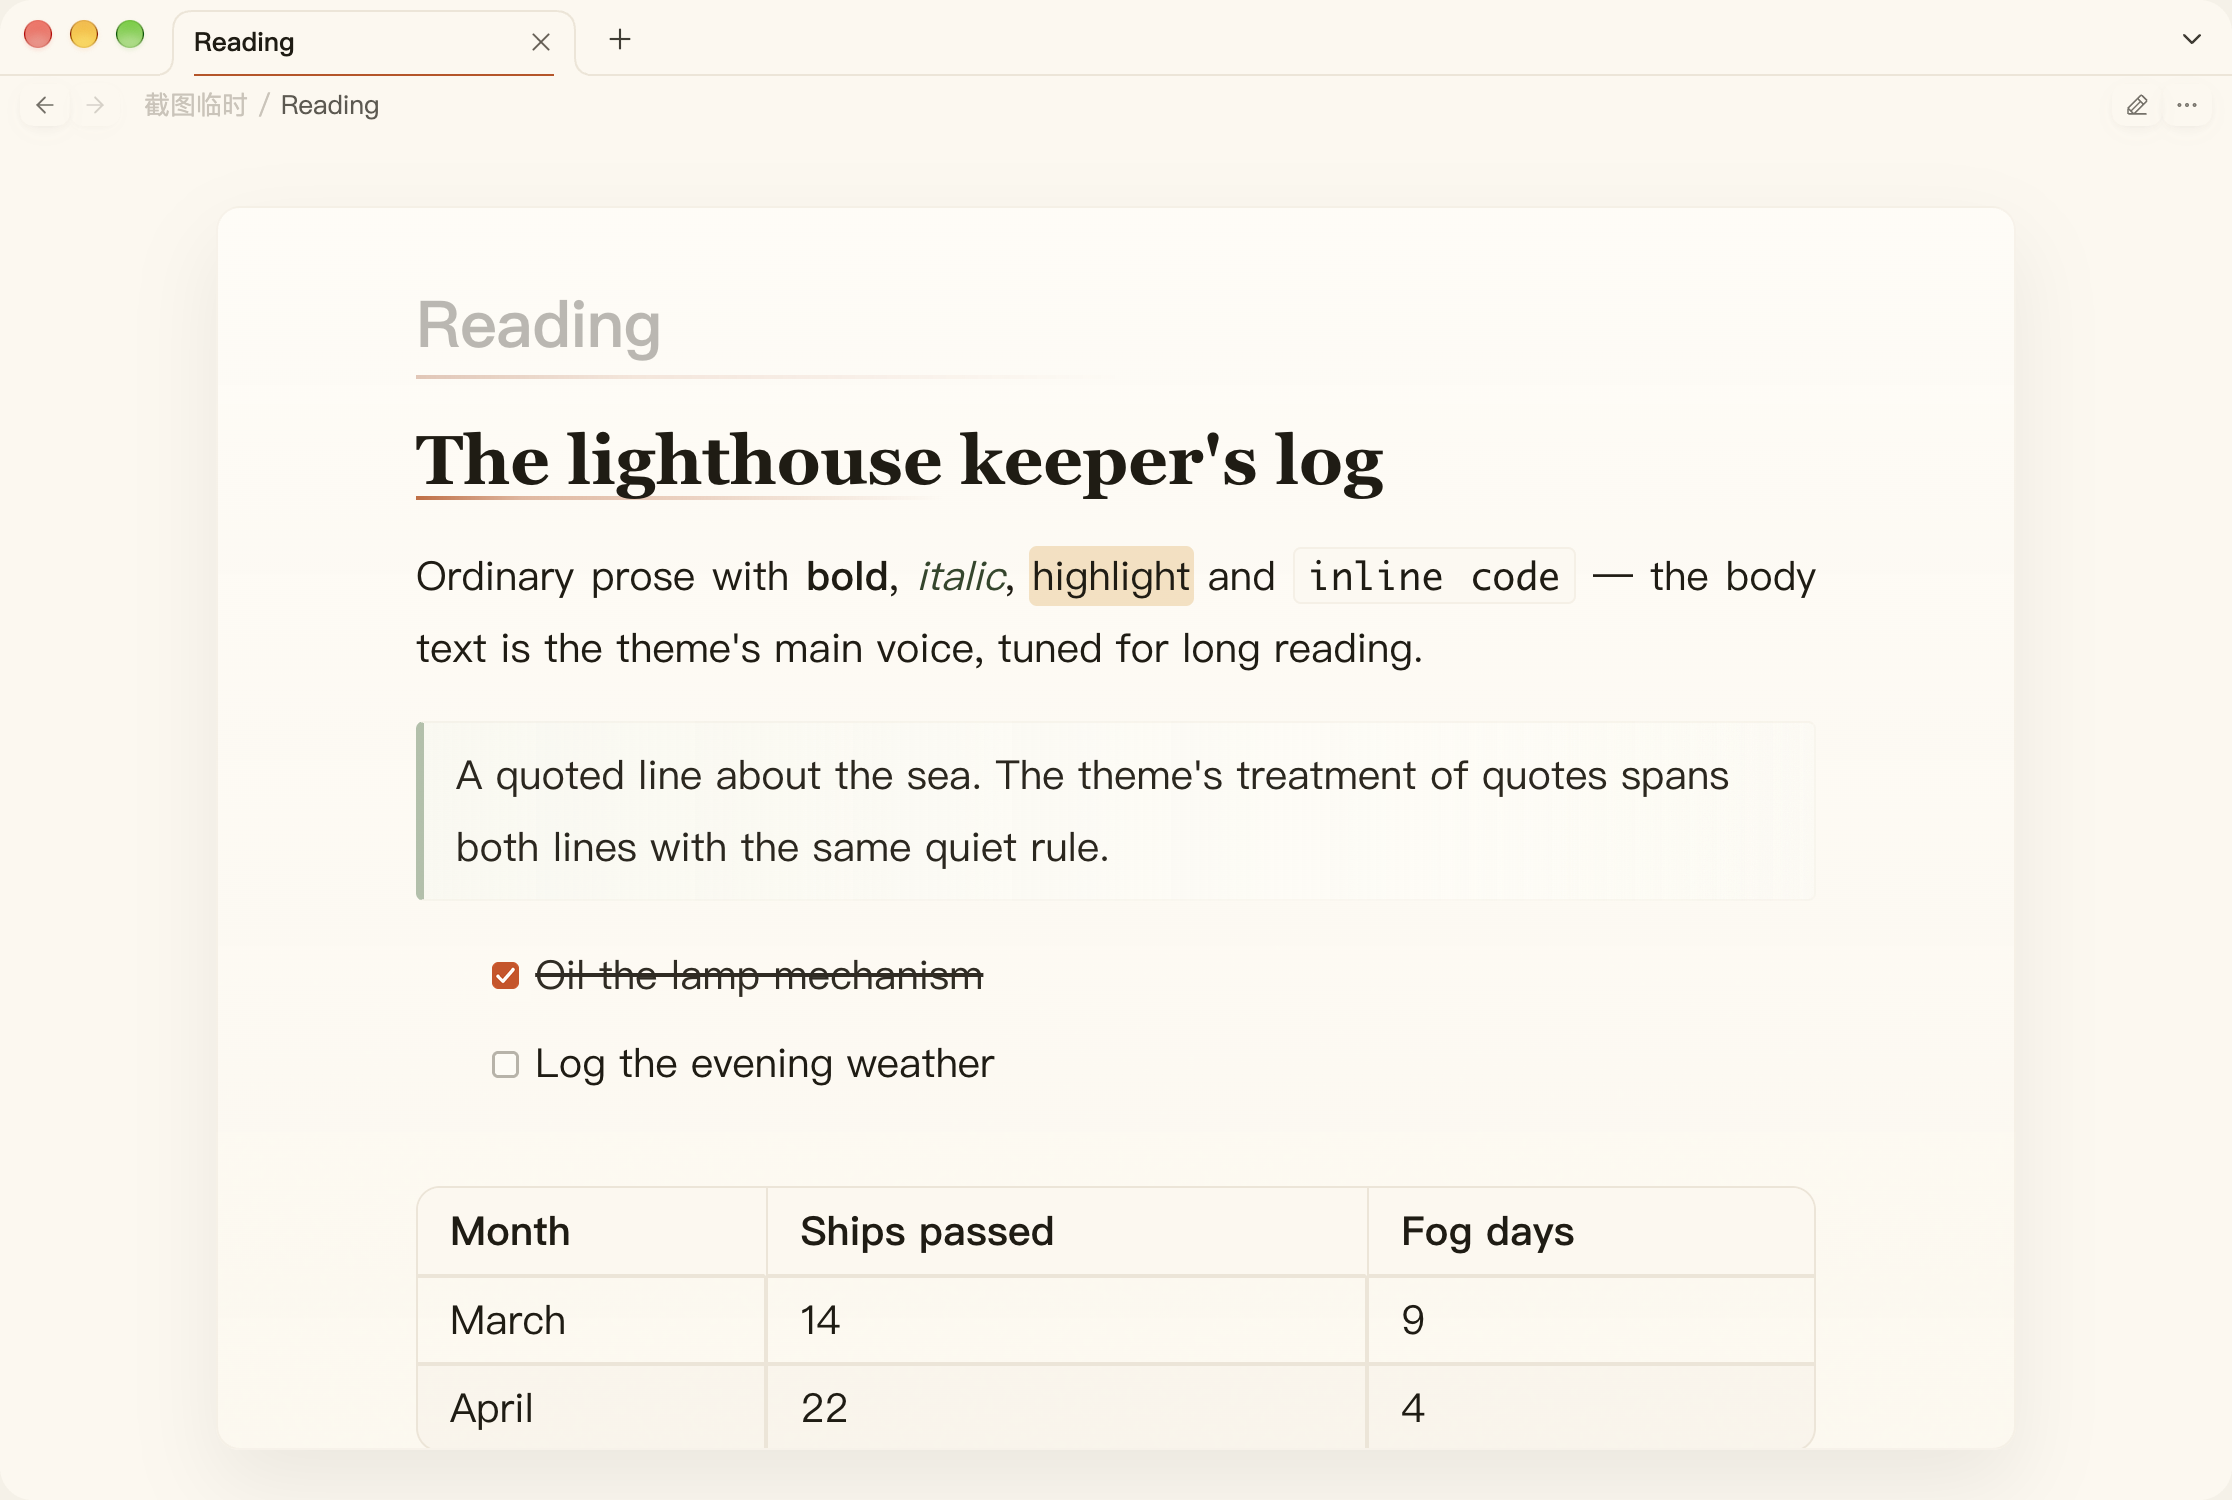 Reading
截图临时 / Reading
Reading
The lighthouse keeper's log
Ordinary prose with bold, italic, highlight and inline code — the body
text is the theme's main voice, tuned for long reading.
A quoted line about the sea. The theme's treatment of quotes spans
both lines with the same quiet rule.
Oil the lamp mechanism
Log the evening weather
Month Ships passed Fog days
March 14 9
April 22 4